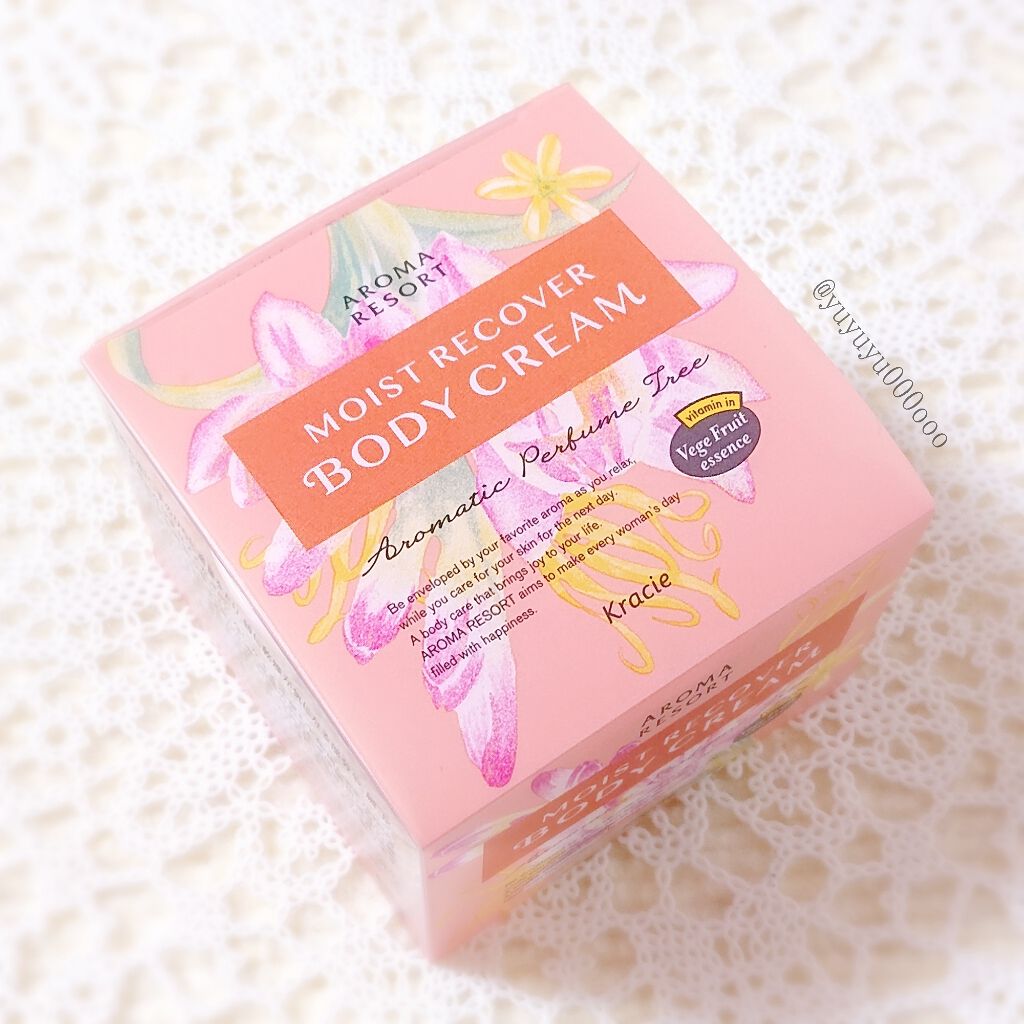 AROMA
RESORT
MOIST RECOVER
BODY CREAM
Aromatic Perfume Tree
vitamin in
Vege Fruit
essence
Be enveloped by your favorite aroma as you relax,
while you care for your skin for the next day.
A body care that brings joy to your life.
AROMA RESORT aims to make every woman's day
filled with happiness.
Kracie
AROMA
RESORT
MOIST RECOVER
BODY CREAM
@yuyuyu000ooo